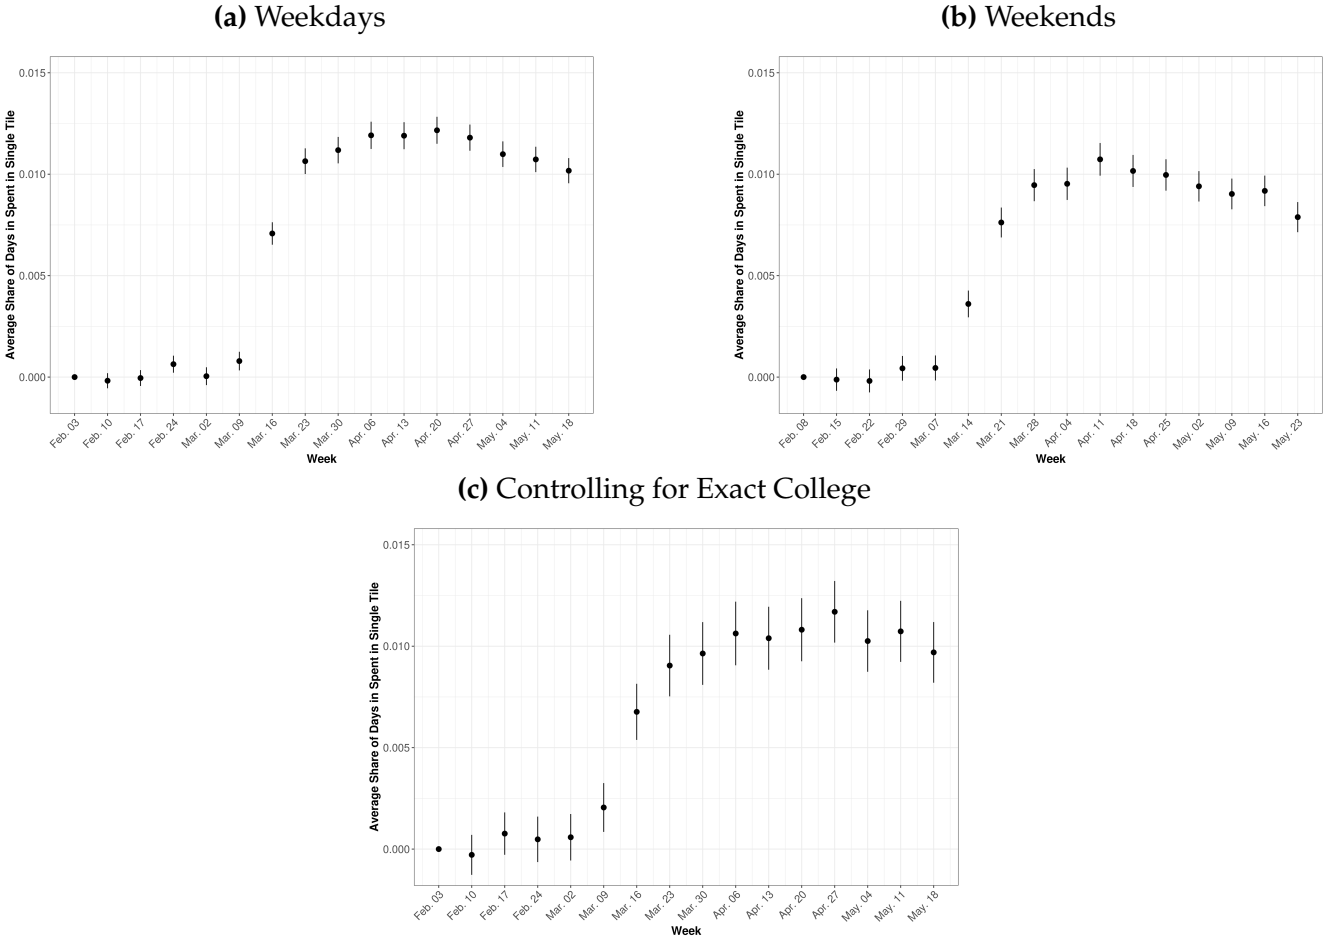 (a) Weekdays
Average Share of Days in Spent in Single Tile
0.015
0.010
0.005
0.000
Feb. 03
Feb. 10
Feb. 17
Feb. 24
Mar. 02
Mar. 09
Mar. 16
Mar. 23
Mar. 30
Apr. 06
Apr. 13
Apr. 20
Apr. 27
May. 04
May. 11
May. 18
Week
(b) Weekends
Average Share of Days in Spent in Single Tile
0.015
0.010
0.005
0.000
Feb. 08
Feb. 15
Feb. 22
Feb. 29
Mar. 07
Mar. 14
Mar. 21
Mar. 28
Apr. 04
Apr. 11
Apr. 18
Apr. 25
May. 02
May. 09
May. 16
May. 23
Week
(c) Controlling for Exact College
Average Share of Days in Spent in Single Tile
0.015
0.010
0.005
0.000
Feb. 03
Feb. 10
Feb. 17
Feb. 24
Mar. 02
Mar. 09
Mar. 16
Mar. 23
Mar. 30
Apr. 06
Apr. 13
Apr. 20
Apr. 27
May. 04
May. 11
May. 18
Week